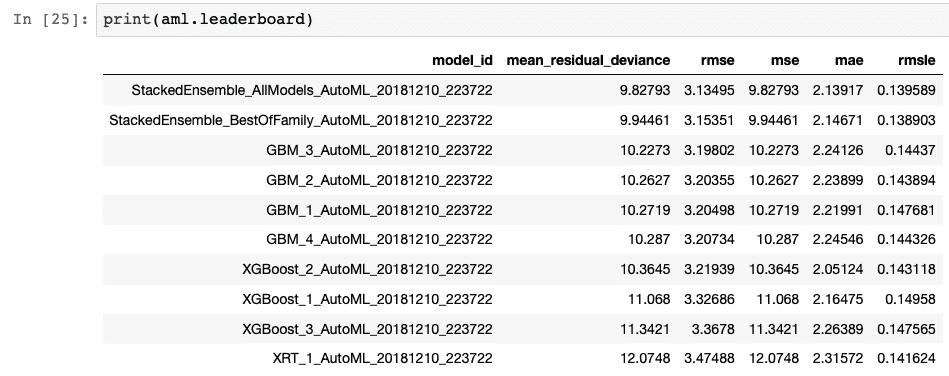 In [25]: print(aml.leaderboard)
model_id mean_residual_deviance rmse mse mae rmsle
StackedEnsemble_AllModels_AutoML_20181210_223722 9.82793 3.13495 9.82793 2.13917 0.139589
StackedEnsemble_BestOfFamily_AutoML_20181210_223722 9.94461 3.15351 9.94461 2.14671 0.138903
GBM_3_AutoML_20181210_223722 10.2273 3.19802 10.2273 2.24126 0.14437
GBM_2_AutoML_20181210_223722 10.2627 3.20355 10.2627 2.23899 0.143894
GBM_1_AutoML_20181210_223722 10.2719 3.20498 10.2719 2.21991 0.147681
GBM_4_AutoML_20181210_223722 10.287 3.20734 10.287 2.24546 0.144326
XGBoost_2_AutoML_20181210_223722 10.3645 3.21939 10.3645 2.05124 0.143118
XGBoost_1_AutoML_20181210_223722 11.068 3.32686 11.068 2.16475 0.14958
XGBoost_3_AutoML_20181210_223722 11.3421 3.3678 11.3421 2.26389 0.147565
XRT_1_AutoML_20181210_223722 12.0748 3.47488 12.0748 2.31572 0.141624